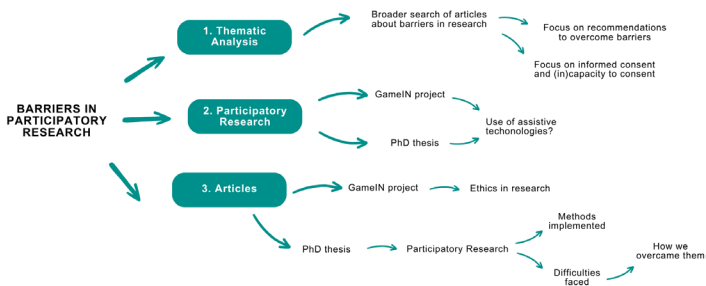 BARRIERS IN
PARTICIPATORY
RESEARCH
1. Thematic
Analysis
Broader search of articles
about barriers in research
Focus on recommendations
to overcome barriers
Focus on informed consent
and (in)capacity to consent
2. Participatory
Research
GameIN project
PhD thesis
Use of assistive
techonologies?
3. Articles
GameIN project
Ethics in research
PhD thesis
Participatory Research
Methods
implemented
Difficulties
faced
How we
overcame them